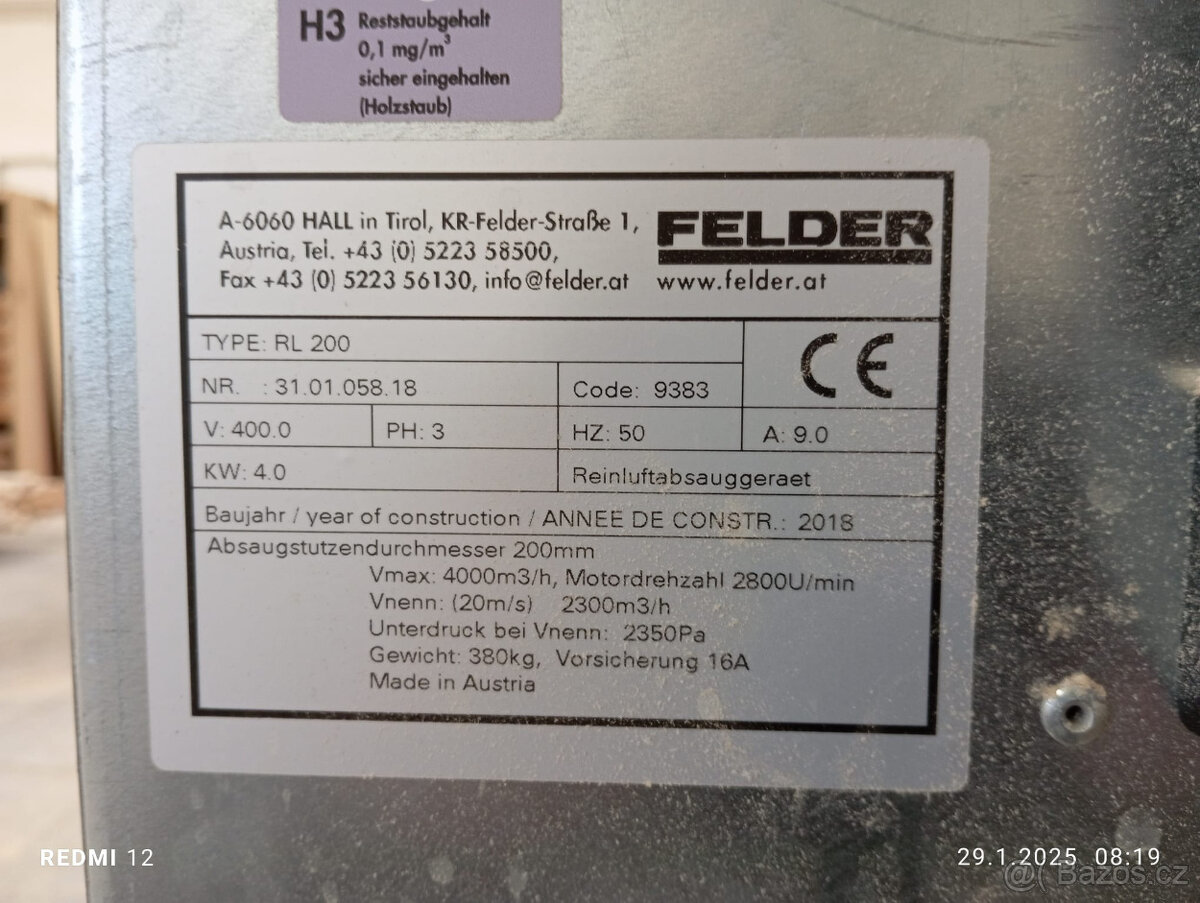 H3 Reststaubgehalt
0,1 mg/m³
sicher eingehalten
(Holzstaub)
A-6060 HALL in Tirol, KR-Felder-Straße 1,
Austria, Tel. +43 (0) 5223 58500,
Fax +43 (0) 5223 56130, info@felder.at
FELDER
www.felder.at
TYPE: RL 200
CE
NR. : 31.01.058.18
Code: 9383
V: 400.0
PH: 3
HZ: 50
A: 9.0
KW: 4.0
Reinluftabsauggeraet
Baujahr / year of construction / ANNEE DE CONSTR.: 2018
Absaugstutzendurchmesser 200mm
Vmax: 4000m3/h, Motordrehzahl 2800U/min
Vnenn: (20m/s) 2300m3/h
Unterdruck bei Vnenn: 2350Pa
Gewicht: 380kg, Vorsicherung 16A
Made in Austria
REDMI 12
29.1.2025 08:19
Bazos.cz